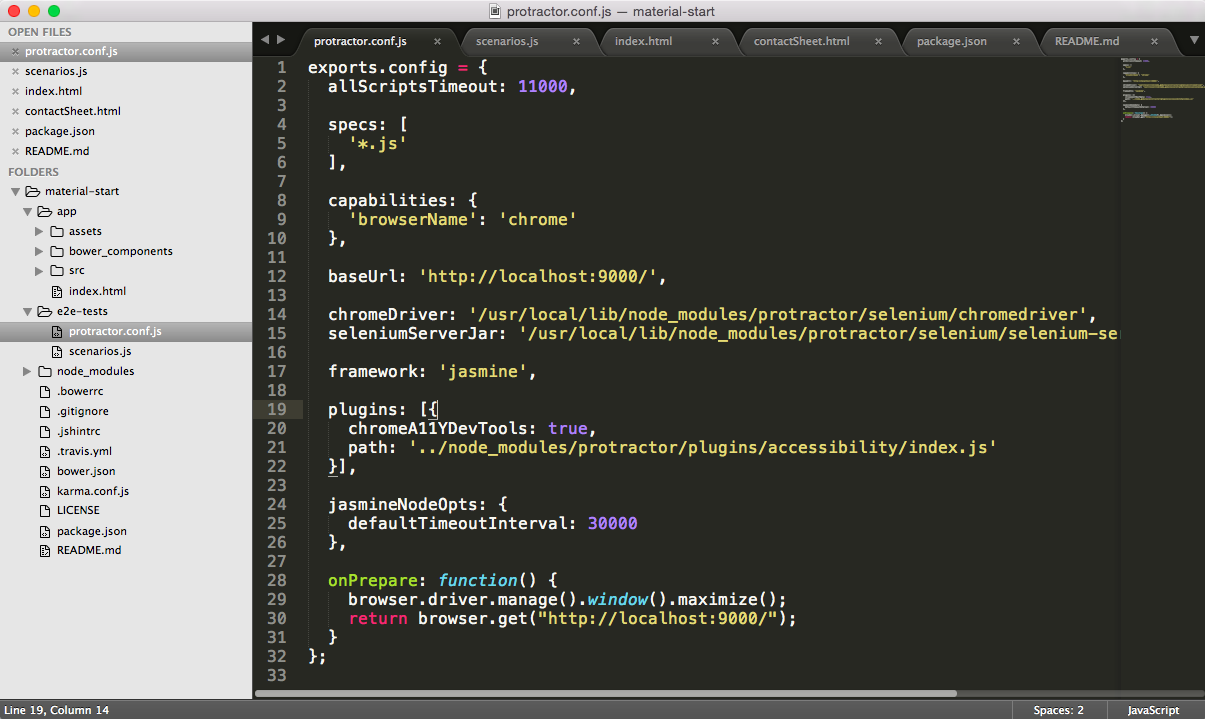 protractor.conf.js — material-start
OPEN FILES
protractor.conf.js
scenarios.js
index.html
contactSheet.html
package.json
README.md
FOLDERS
material-start
app
assets
bower_components
src
index.html
e2e-tests
protractor.conf.js
scenarios.js
node_modules
.bowerrc
.gitignore
.jshintrc
.travis.yml
bower.json
karma.conf.js
LICENSE
package.json
README.md
protractor.conf.js scenarios.js index.html contactSheet.html package.json README.md
1 exports.config = {
2 allScriptsTimeout: 11000,
3
4 specs: [
5 '*.js'
6 ],
7
8 capabilities: {
9 'browserName': 'chrome'
10 },
11
12 baseUrl: 'http://localhost:9000/',
13
14 chromeDriver: '/usr/local/lib/node_modules/protractor/selenium/chromedriver',
15 seleniumServerJar: '/usr/local/lib/node_modules/protractor/selenium/selenium-se
16
17 framework: 'jasmine',
18
19 plugins: [{
20 chromeA11YDevTools: true,
21 path: '../node_modules/protractor/plugins/accessibility/index.js'
22 }],
23
24 jasmineNodeOpts: {
25 defaultTimeoutInterval: 30000
26 },
27
28 onPrepare: function() {
29 browser.driver.manage().window().maximize();
30 return browser.get("http://localhost:9000/");
31 }
32 };
33
Line 19, Column 14
Spaces: 2
JavaScript